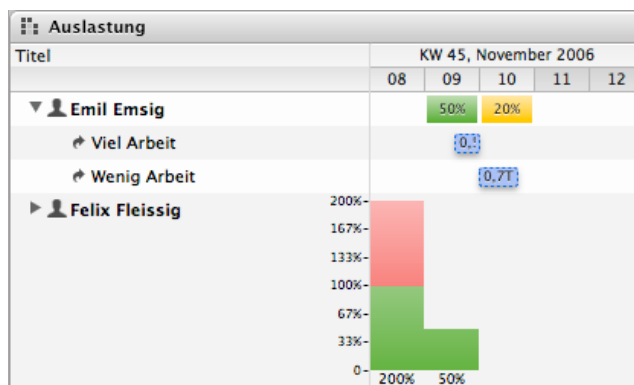 Auslastung
Titel
KW 45, November 2006
08 09 10 11 12
Emil Emsig 50% 20%
Viel Arbeit
Wenig Arbeit 0,7T
Felix Fleissig 200%
167%
133%
100%
67%
33%
0
200% 50%